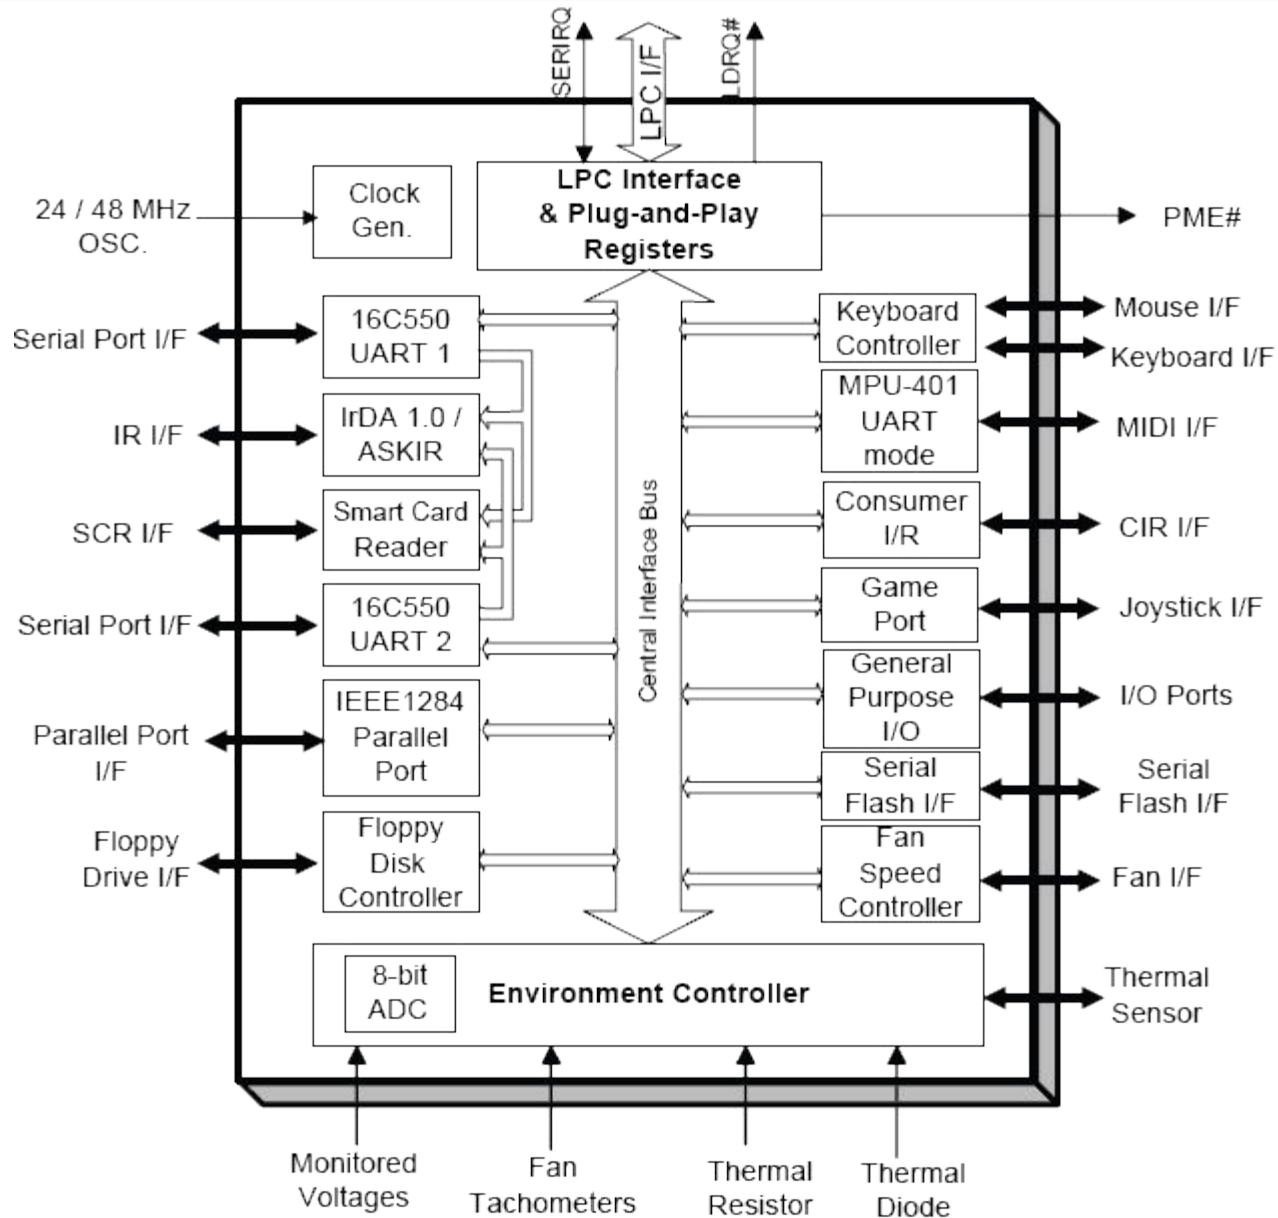 SERIRQ
LPC I/F
LDRQ#
LPC Interface
& Plug-and-Play
Registers
Clock
Gen.
24 / 48 MHz
OSC.
PME#
16C550
UART 1
Serial Port I/F
IrDA 1.0 /
ASKIR
IR I/F
Smart Card
Reader
SCR I/F
16C550
UART 2
Serial Port I/F
IEEE1284
Parallel
Port
Parallel Port
I/F
Floppy
Disk
Controller
Floppy
Drive I/F
Central Interface Bus
Keyboard
Controller
Mouse I/F
Keyboard I/F
MPU-401
UART
mode
MIDI I/F
Consumer
I/R
CIR I/F
Game
Port
Joystick I/F
General
Purpose
I/O
I/O Ports
Serial
Flash I/F
Serial
Flash I/F
Fan
Speed
Controller
Fan I/F
8-bit
ADC
Environment Controller
Thermal
Sensor
Monitored
Voltages
Fan
Tachometers
Thermal
Resistor
Thermal
Diode